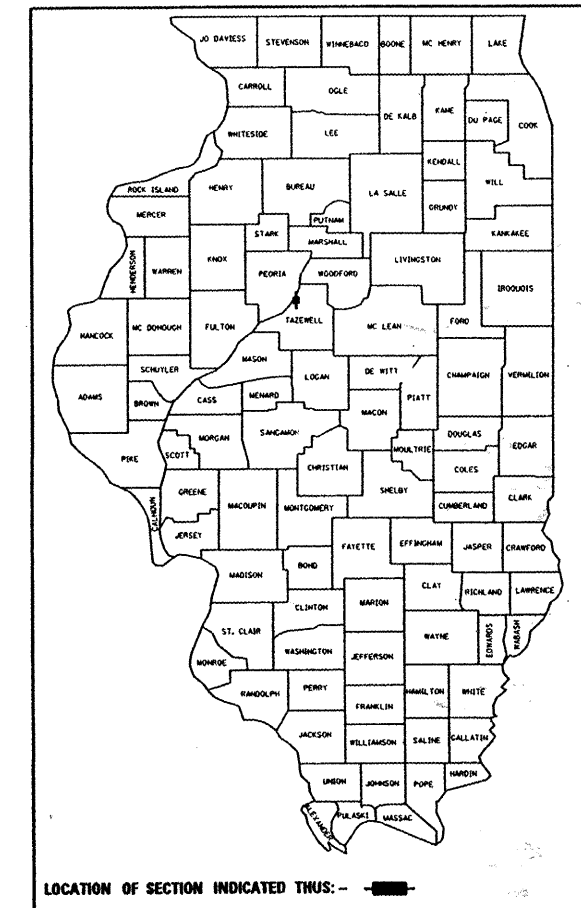 JO DAVIESS STEVENSON WINNEBAGO BOONE MC HENRY LAKE
CARROLL OGLE
DE KALB KANE DU PAGE COOK
WHITESIDE LEE
KENDALL WILL
ROCK ISLAND HENRY BUREAU LA SALLE GRUNDY
MERCER PUTNAM KANKAKEE
STARK MARSHALL
HENDERSON WARREN KNOX PEORIA WOODFORD LIVINGSTON IROQUOIS
HANCOCK MC DONOUGH FULTON TAZEWELL MC LEAN FORD
MASON
SCHUYLER LOGAN DE WITT CHAMPAIGN VERMILION
ADAMS BROWN CASS MENARD MACON PIATT
MORGAN SANGAMON DOUGLAS EDGAR
PIKE SCOTT CHRISTIAN MOULTRIE COLES
GREENE SHELBY CLARK
CALHOUN MACOUPIN MONTGOMERY CUMBERLAND
JERSEY FAYETTE EFFINGHAM JASPER CRAWFORD
MADISON BOND CLAY RICHLAND LAWRENCE
CLINTON MARION
ST. CLAIR WAYNE EDWARDS WABASH
WASHINGTON JEFFERSON
MONROE
RANDOLPH PERRY HAMILTON WHITE
FRANKLIN
JACKSON WILLIAMSON SALINE GALLATIN
UNION JOHNSON POPE HARDIN
ALEXANDER PULASKI MASSAC
LOCATION OF SECTION INDICATED THUS: -